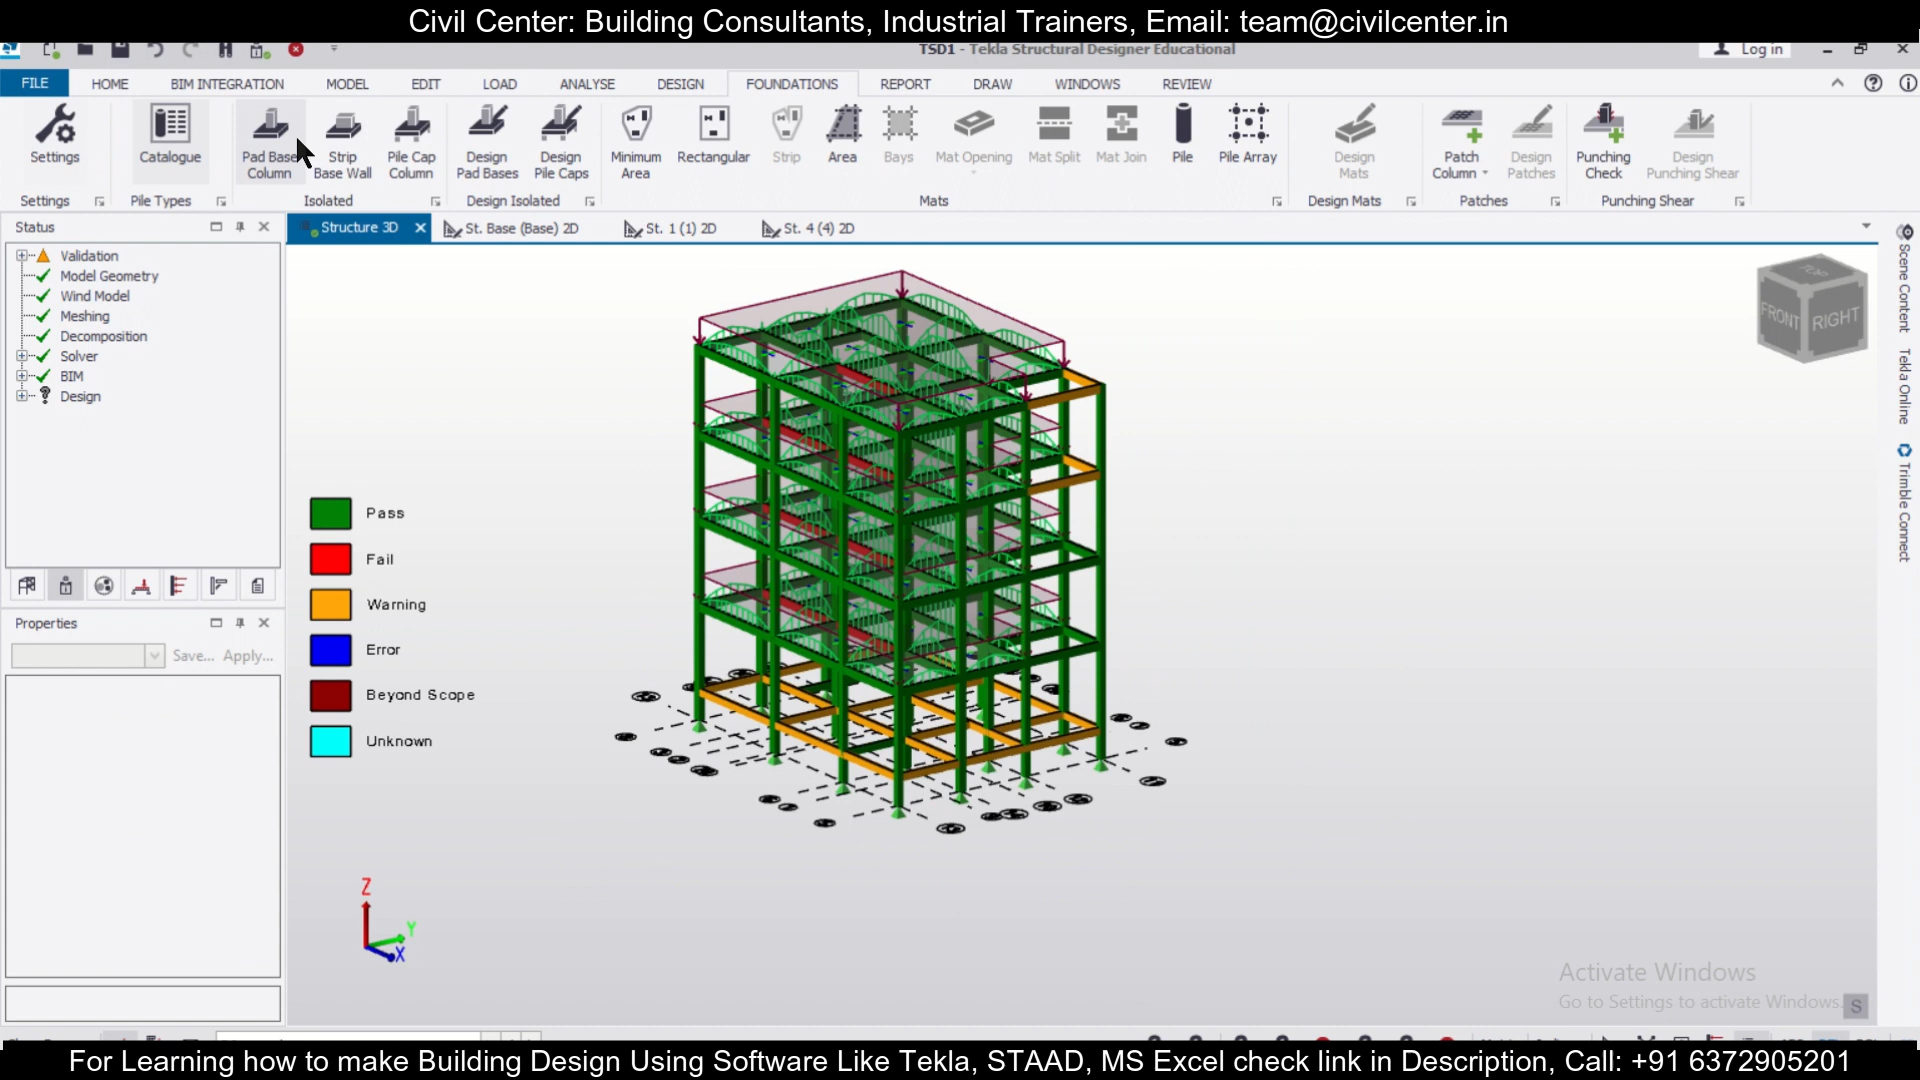 Civil Center: Building Consultants, Industrial Trainers, Email: team@civilcenter.in
TSD1 - Tekla Structural Designer Educational
Log in
FILE HOME BIM INTEGRATION MODEL EDIT LOAD ANALYSE DESIGN FOUNDATIONS REPORT DRAW WINDOWS REVIEW
Settings Catalogue Pad Base Column Strip Base Wall Pile Cap Column Design Pad Bases Design Pile Caps Minimum Area Rectangular Strip Area Bays Mat Opening Mat Split Mat Join Pile Pile Array Design Mats Patch Column Design Patches Punching Check Design Punching Shear
Settings Pile Types Isolated Design Isolated Mats Design Mats Patches Punching Shear
Status
Structure 3D St. Base (Base) 2D St. 1 (1) 2D St. 4 (4) 2D
Validation
Model Geometry
Wind Model
Meshing
Decomposition
Solver
BIM
Design
Properties
Save... Apply...
Pass
Fail
Warning
Error
Beyond Scope
Unknown
TOP
FRONT RIGHT
Scene Content
Tekla Online
Trimble Connect
Z
Y
X
Activate Windows
Go to Settings to activate Windows.
S
For Learning how to make Building Design Using Software Like Tekla, STAAD, MS Excel check link in Description, Call: +91 6372905201